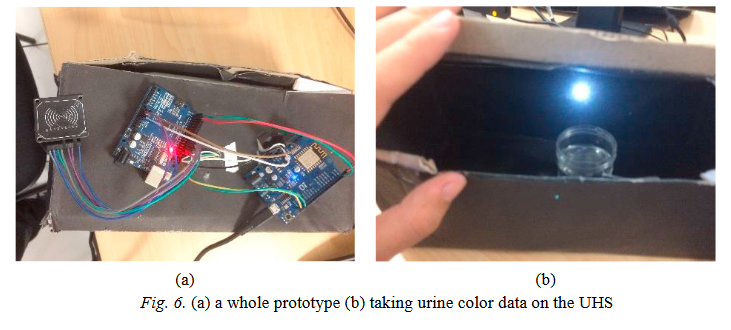 (a)
(b)
Fig. 6. (a) a whole prototype (b) taking urine color data on the UHS